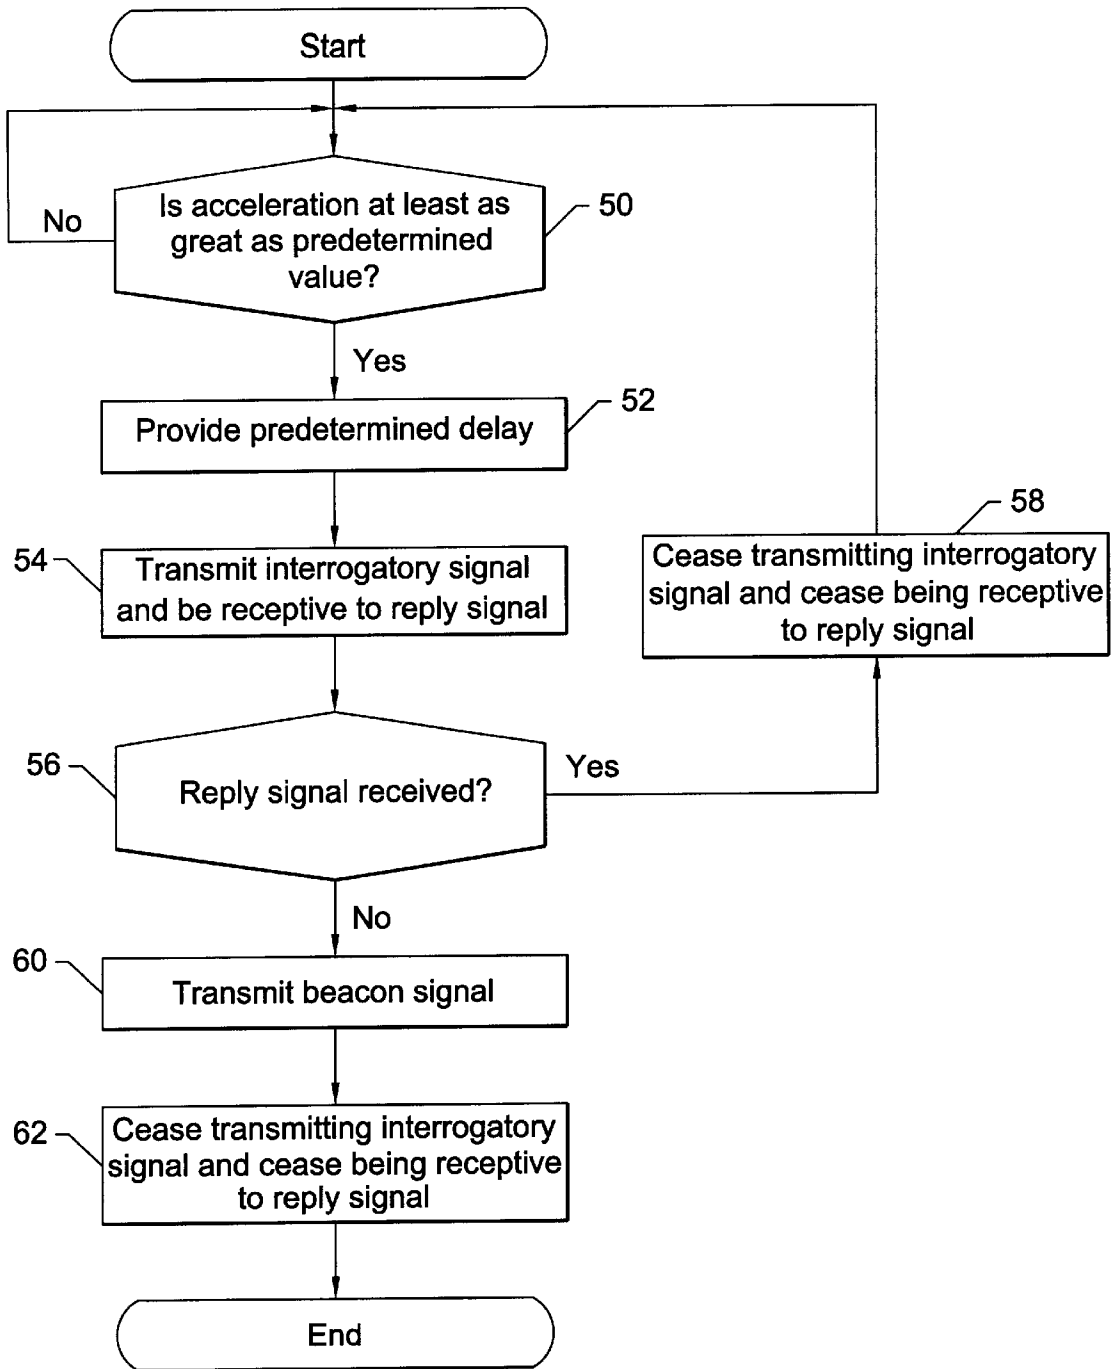 Start
Is acceleration at least as
great as predetermined
value?
50
No
Yes
Provide predetermined delay
52
54
Transmit interrogatory signal
and be receptive to reply signal
58
Cease transmitting interrogatory
signal and cease being receptive
to reply signal
56
Reply signal received?
Yes
No
60
Transmit beacon signal
62
Cease transmitting interrogatory
signal and cease being receptive
to reply signal
End